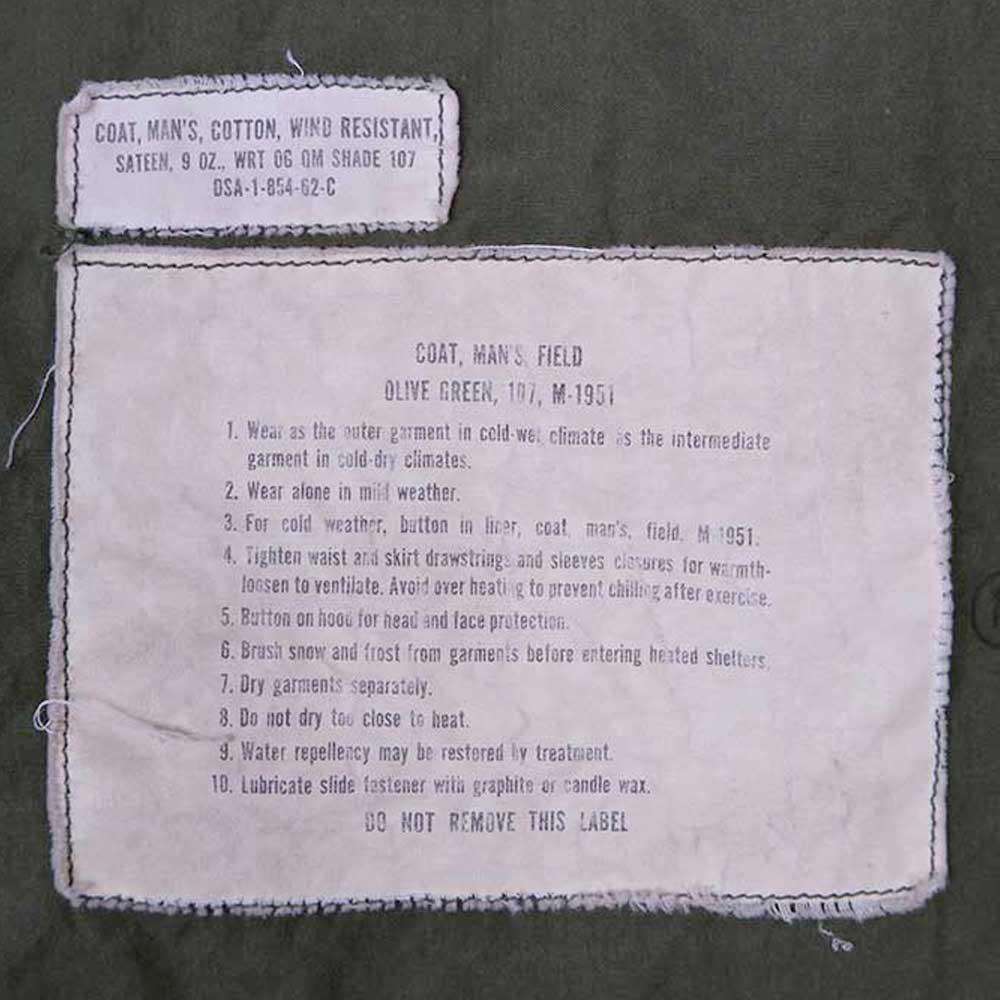 COAT, MAN'S, COTTON, WIND RESISTANT,
SATEEN, 9 OZ., WRT OG QM SHADE 107
DSA-1-854-62-C
COAT, MAN'S, FIELD
OLIVE GREEN, 107, M-1951
1. Wear as the outer garment in cold-wet climate as the intermediate
garment in cold-dry climates.
2. Wear alone in mild weather.
3. For cold weather, button in liner, coat, man's, field. M 1951.
4. Tighten waist and skirt drawstrings and sleeves closures for warmth-
loosen to ventilate. Avoid over heating to prevent chilling after exercise.
5. Button on hood for head and face protection.
6. Brush snow and frost from garments before entering heated shelters.
7. Dry garments separately.
8. Do not dry too close to heat.
9. Water repellency may be restored by treatment.
10. Lubricate slide fastener with graphite or candle wax.
DO NOT REMOVE THIS LABEL